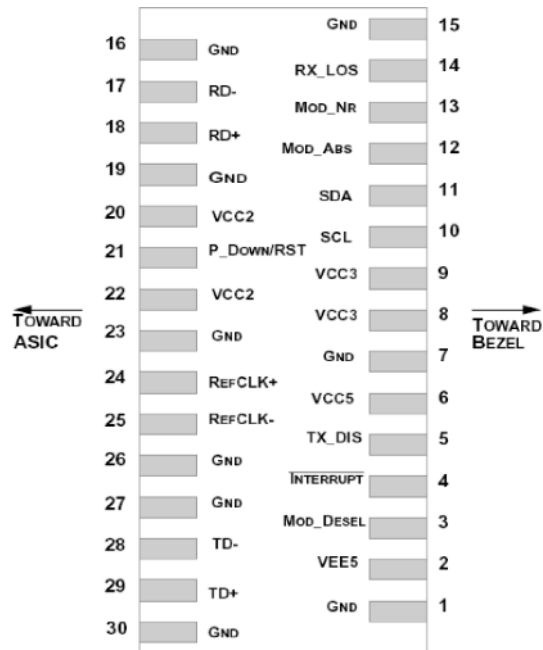 GND 15
16 GND
RX_LOS 14
17 RD-
MOD_NR 13
18 RD+
MOD_ABS 12
19 GND
SDA 11
20 VCC2
SCL 10
21 P_DOWN/RST
VCC3 9
22 VCC2
VCC3 8
TOWARD ASIC
TOWARD BEZEL
23 GND
GND 7
24 REFCLK+
VCC5 6
25 REFCLK-
TX_DIS 5
26 GND
INTERRUPT 4
27 GND
MOD_DESEL 3
28 TD-
VEE5 2
29 TD+
GND 1
30 GND